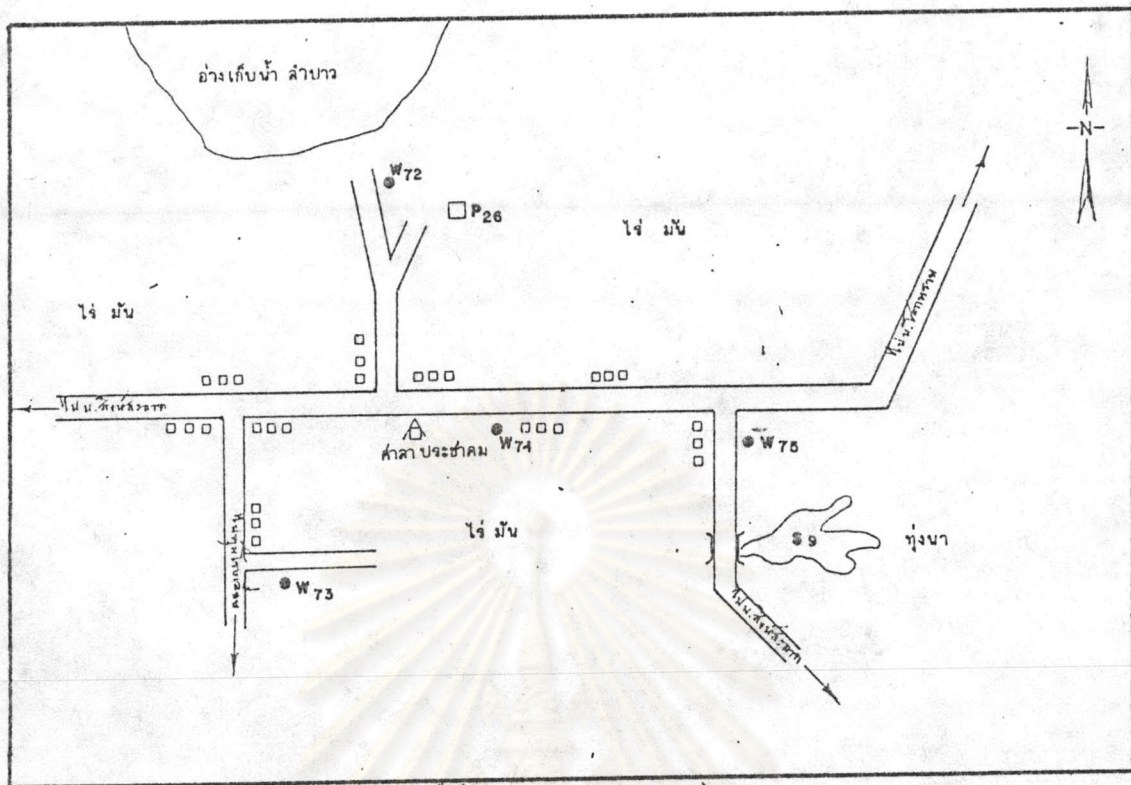 อ่างเก็บน้ำ ลำปาว
N
W72
P26
ไร่ มัน
ไร่ มัน
ศาลาประชาคม
W74
W75
ไร่ มัน
S 9
ทุ่งนา
W73